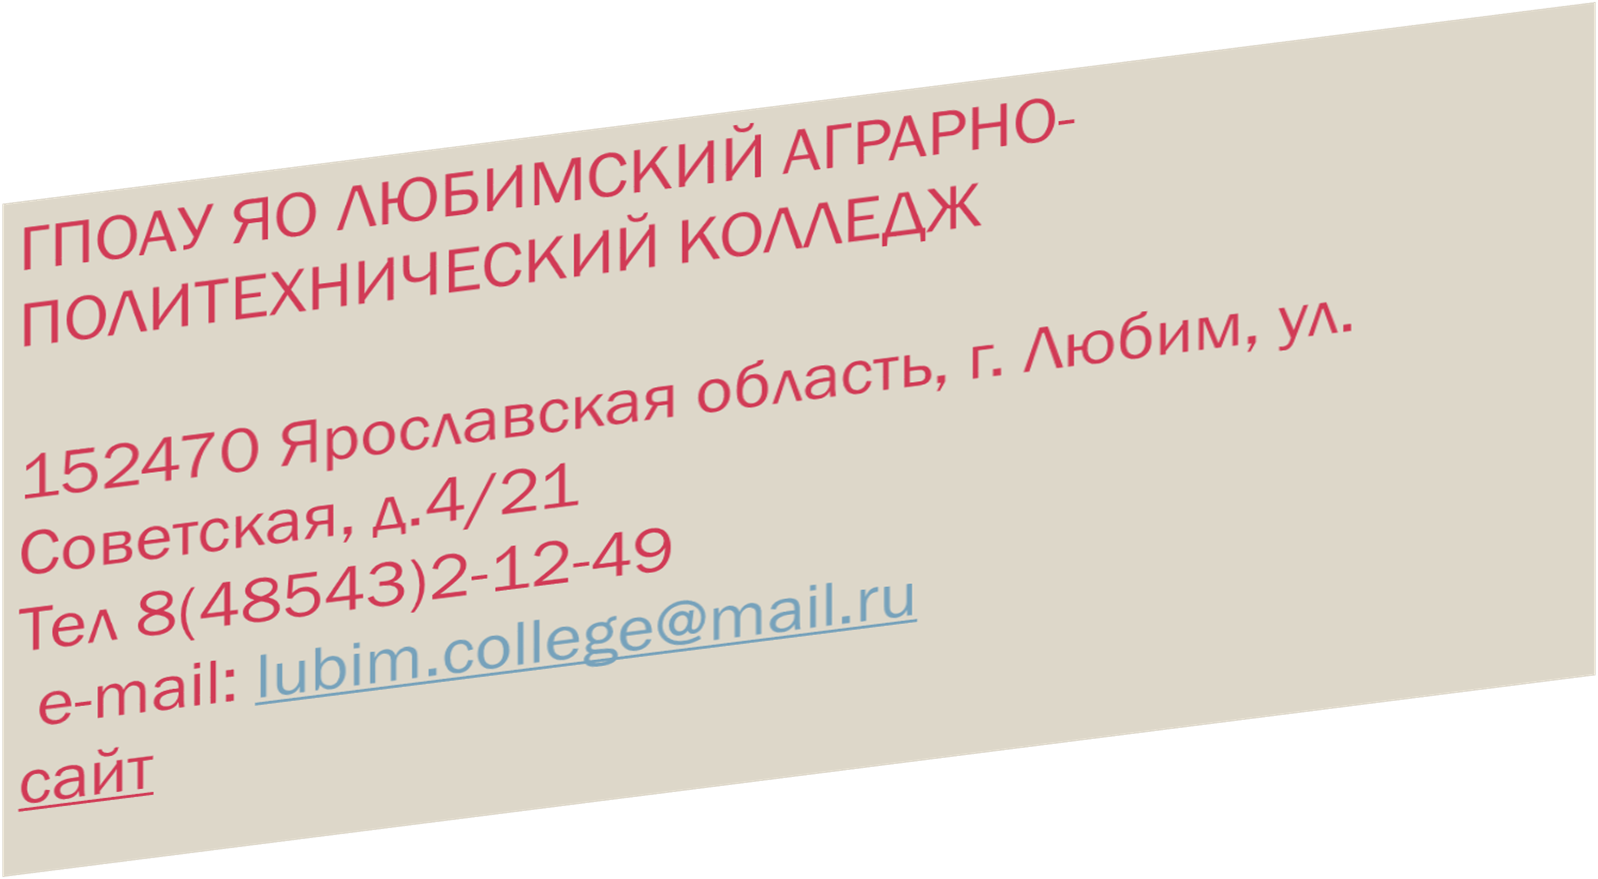 ГПОАУ ЯО ЛЮБИМСКИЙ АГРАРНО-
ПОЛИТЕХНИЧЕСКИЙ КОЛЛЕДЖ
152470 Ярославская область, г. Любим, ул.
Советская, д.4/21
Тел 8(48543)2-12-49
e-mail: lubim.college@mail.ru
сайт